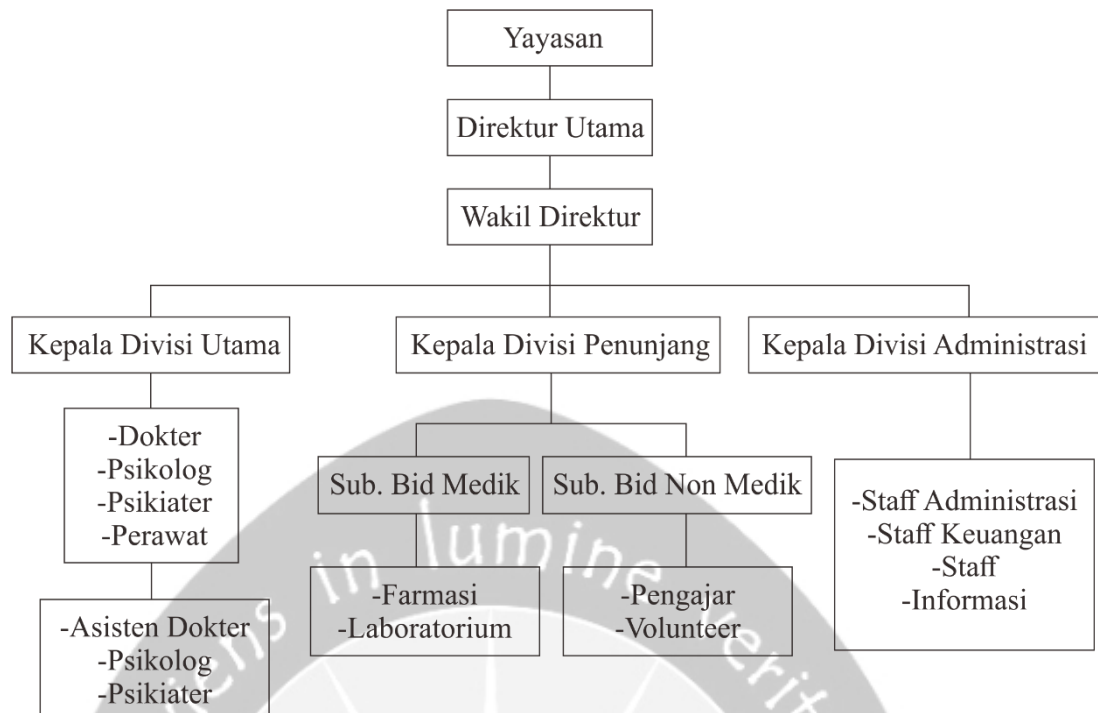 Yayasan
Direktur Utama
Wakil Direktur
Kepala Divisi Utama
Kepala Divisi Penunjang
Kepala Divisi Administrasi
-Dokter
-Psikolog
-Psikiater
-Perawat
-Asisten Dokter
-Psikolog
-Psikiater
Sub. Bid Medik
Sub. Bid Non Medik
-Farmasi
-Laboratorium
-Pengajar
-Volunteer
-Staff Administrasi
-Staff Keuangan
-Staff
-Informasi
in lumine